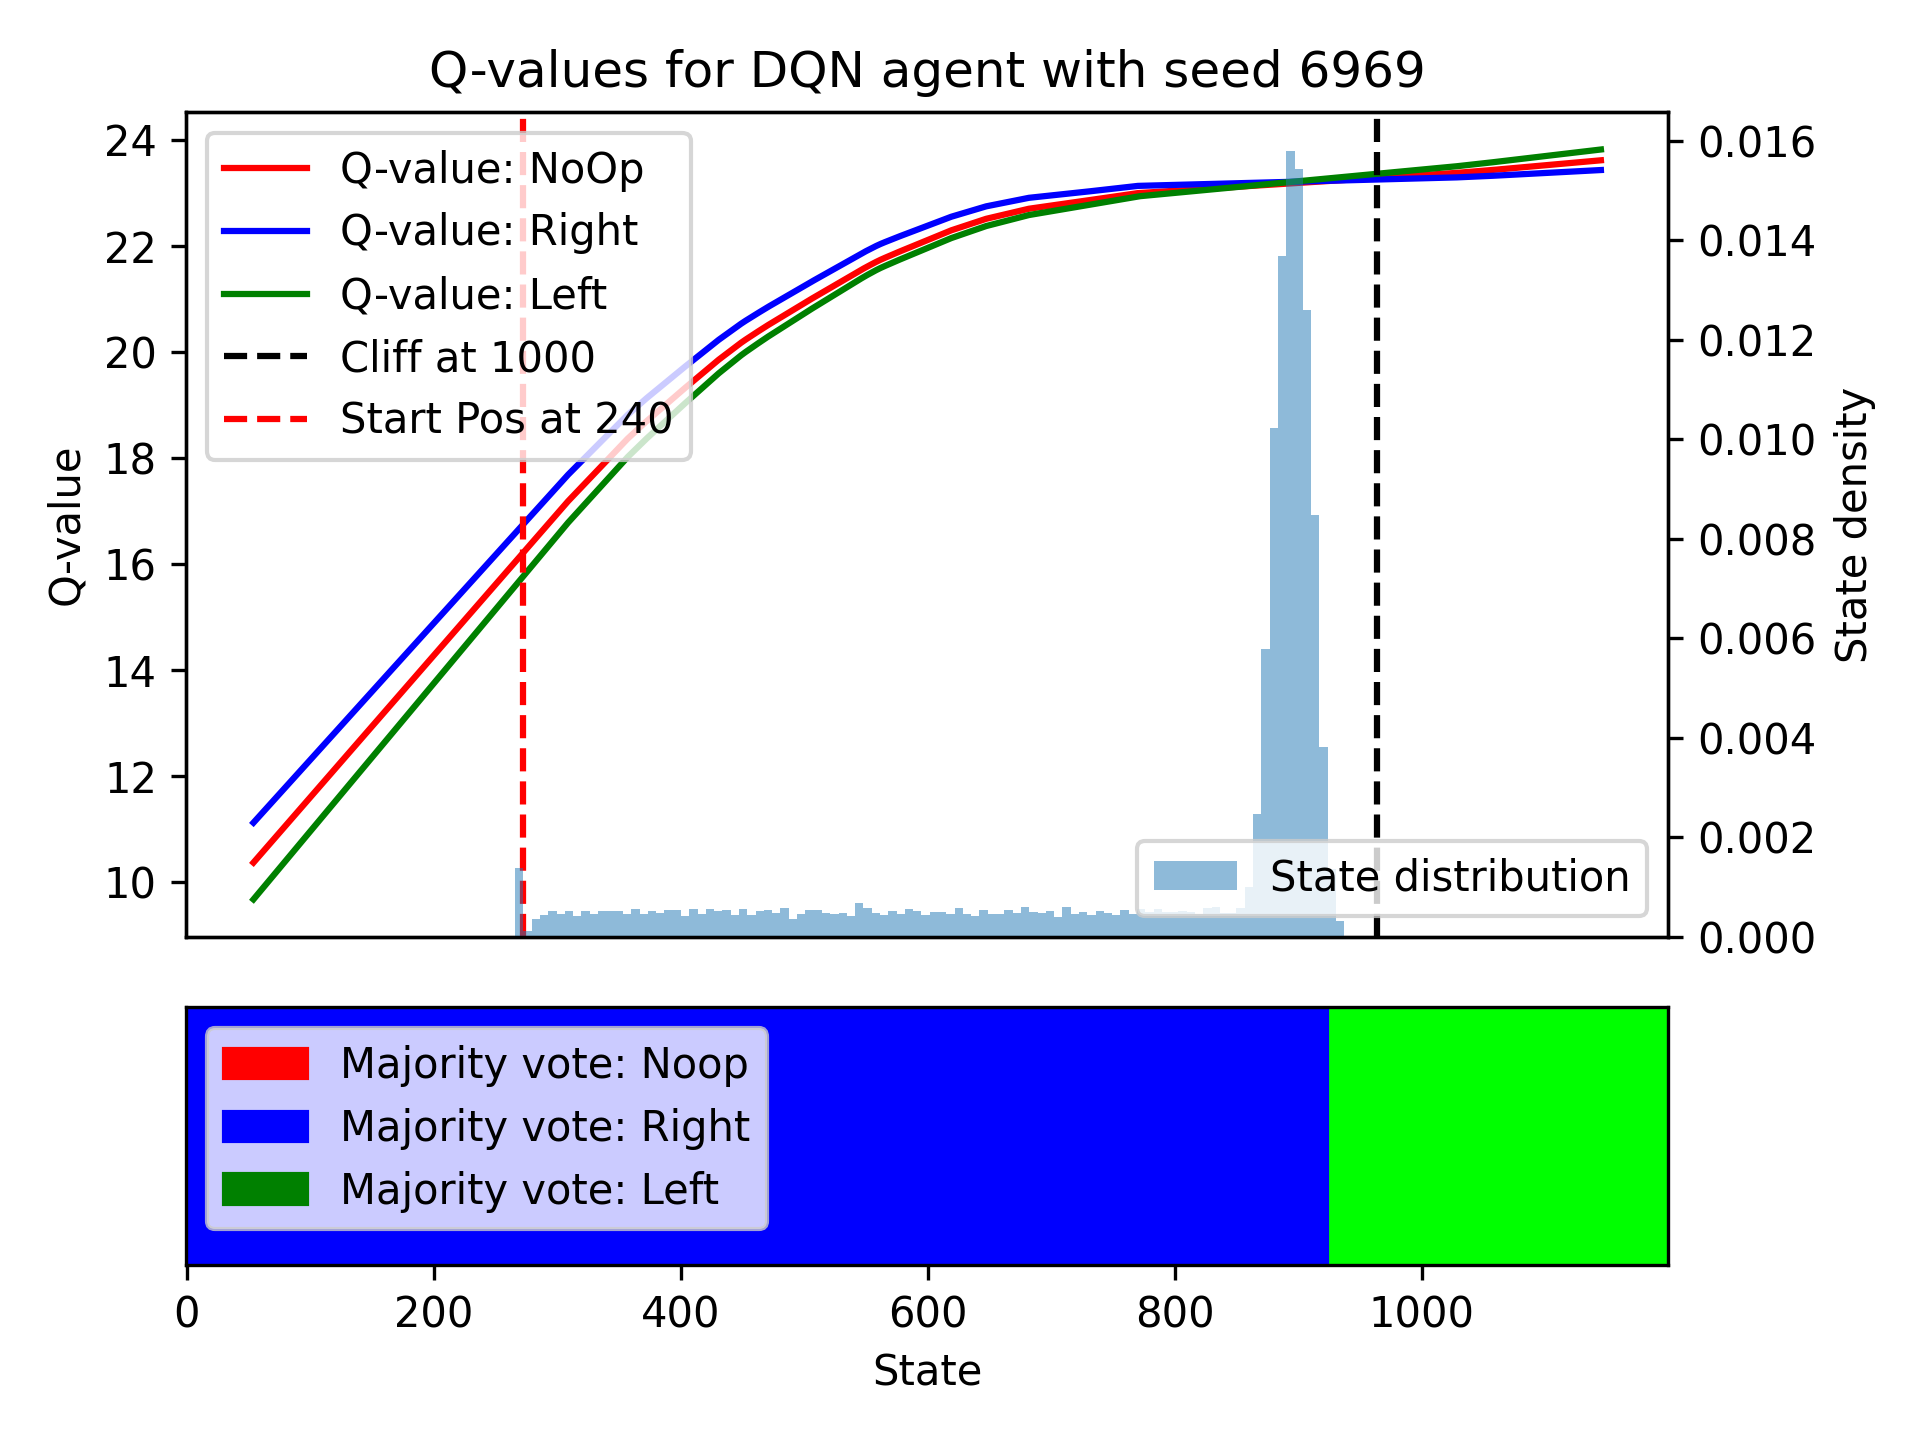 Q-values for DQN agent with seed 6969
Q-value: NoOp
Q-value: Right
Q-value: Left
Cliff at 1000
Start Pos at 240
24
22
20
18
16
14
12
10
Q-value
0.016
0.014
0.012
0.010
0.008
0.006
0.004
0.002
0.000
State density
State distribution
Majority vote: Noop
Majority vote: Right
Majority vote: Left
0 200 400 600 800 1000
State